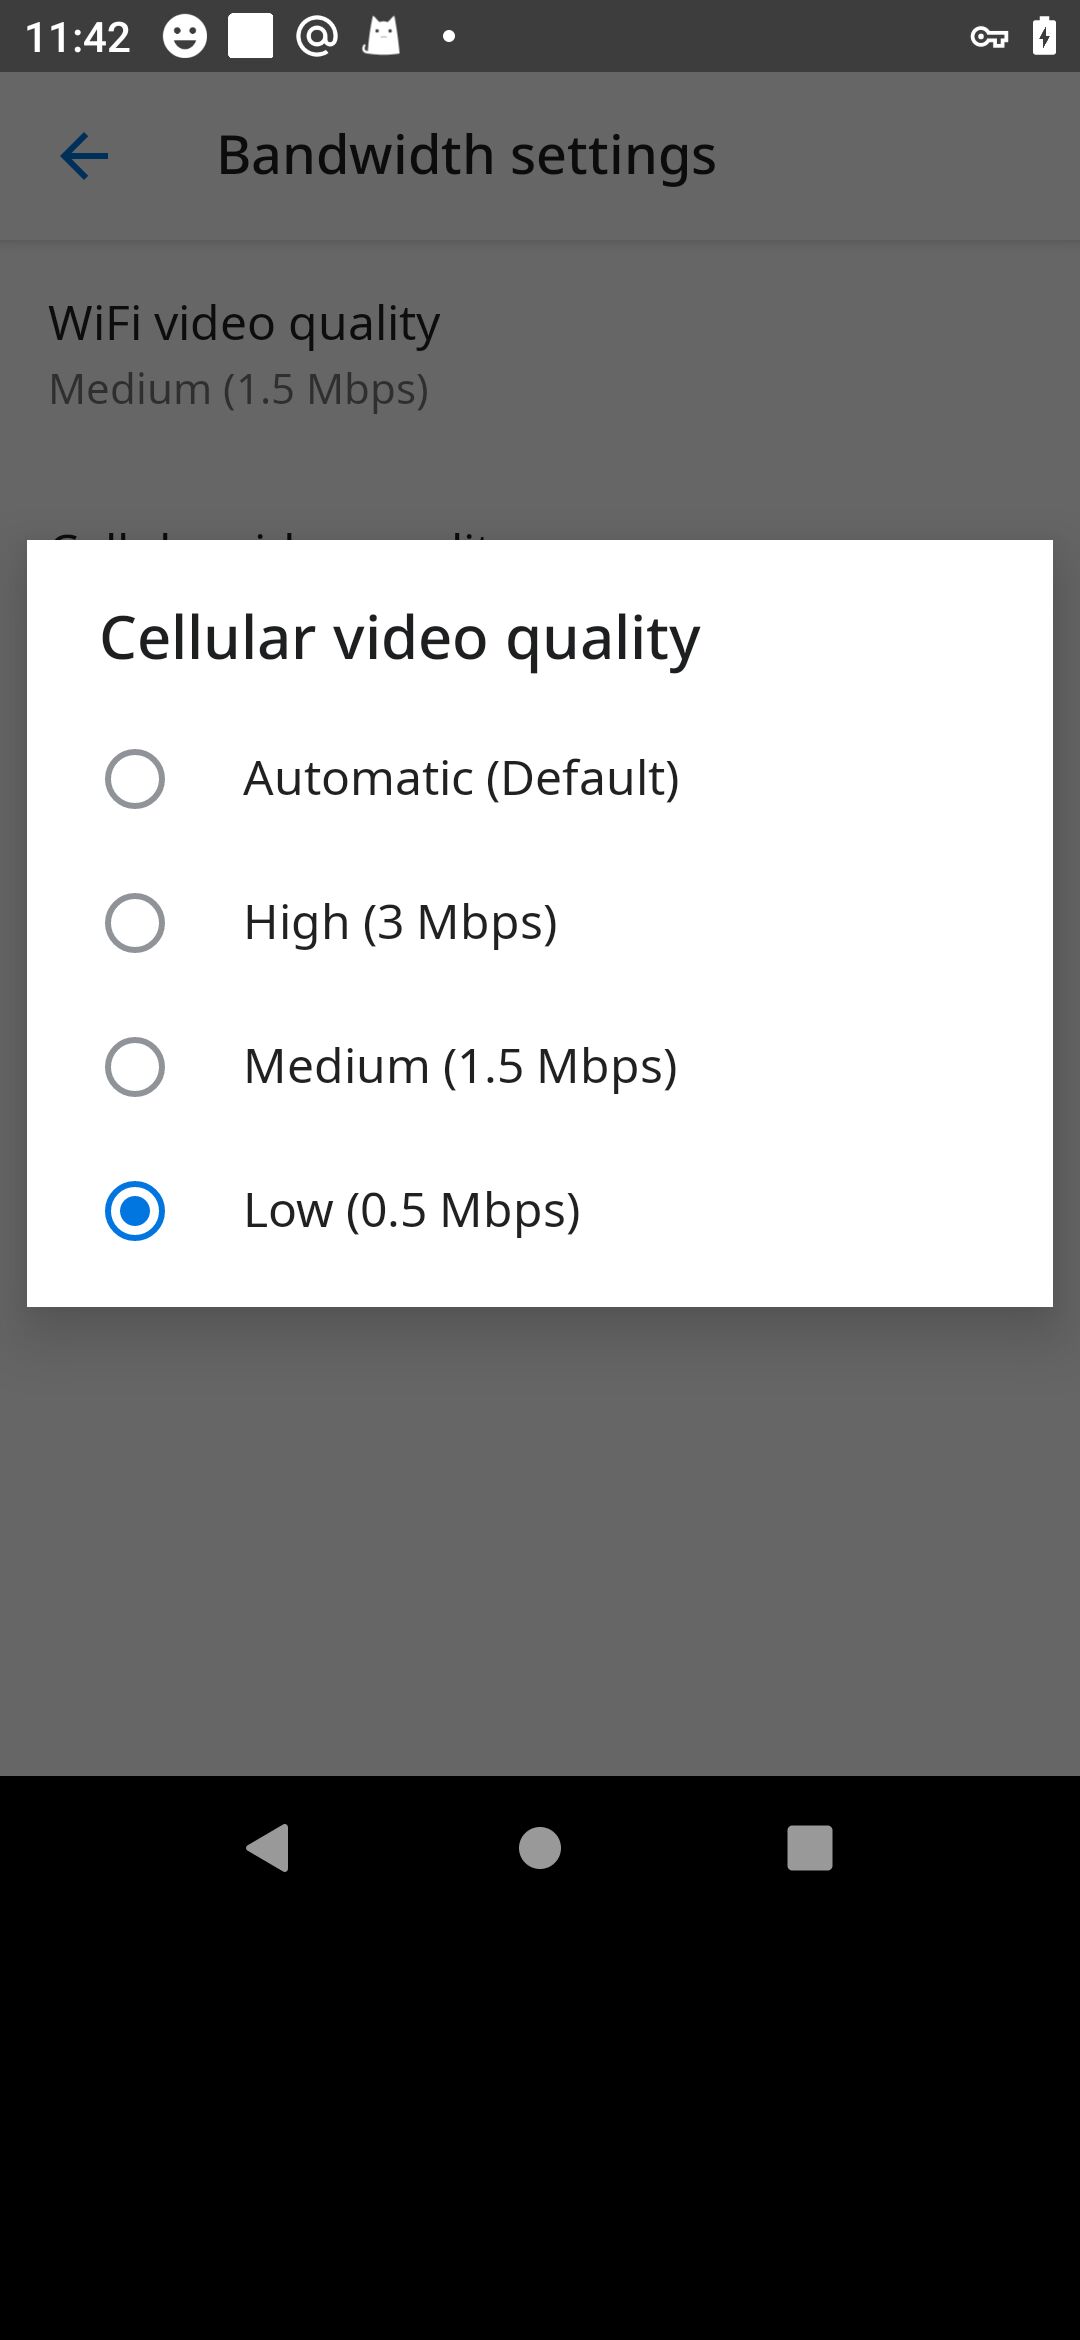 11:42
Bandwidth settings
WiFi video quality
Medium (1.5 Mbps)
Cellular video quality
Automatic (Default)
High (3 Mbps)
Medium (1.5 Mbps)
Low (0.5 Mbps)